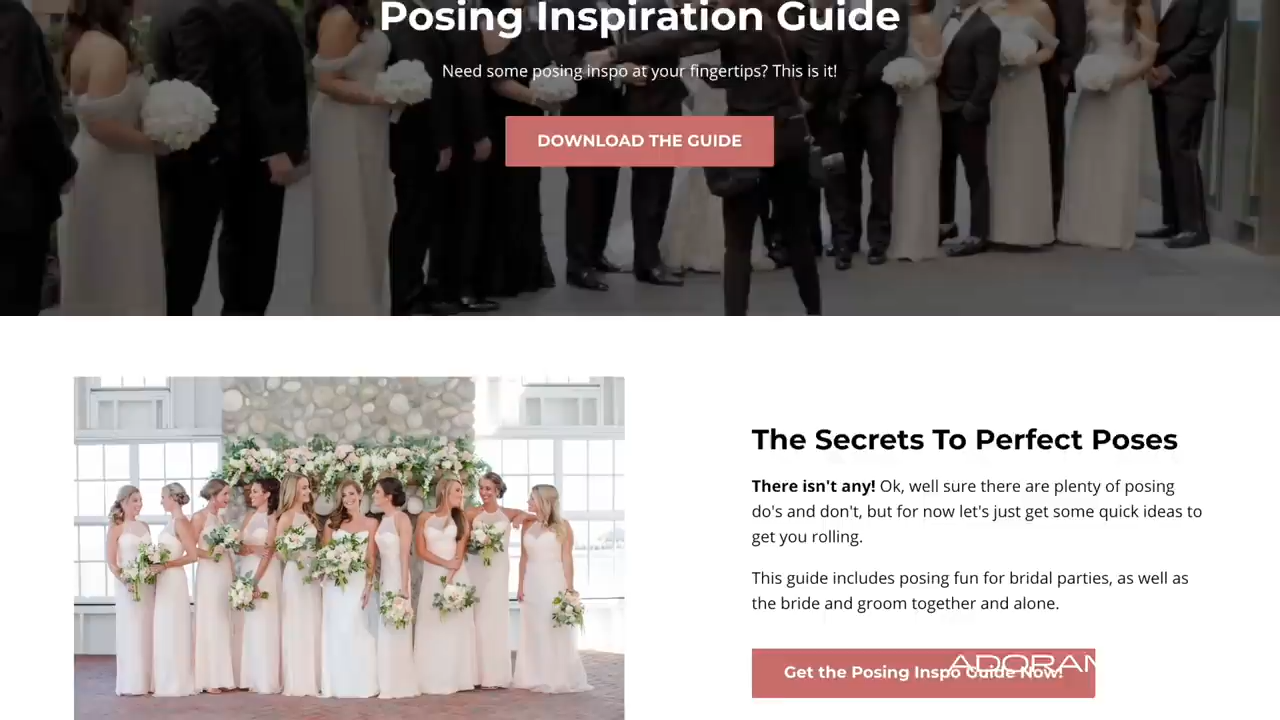 Posing Inspiration Guide
Need some posing inspo at your fingertips? This is it!
DOWNLOAD THE GUIDE
The Secrets To Perfect Poses
There isn't any! Ok, well sure there are plenty of posing
do's and don't, but for now let's just get some quick ideas to
get you rolling.
This guide includes posing fun for bridal parties, as well as
the bride and groom together and alone.
Get the Posing Inspo Guide Now!
ADORAM